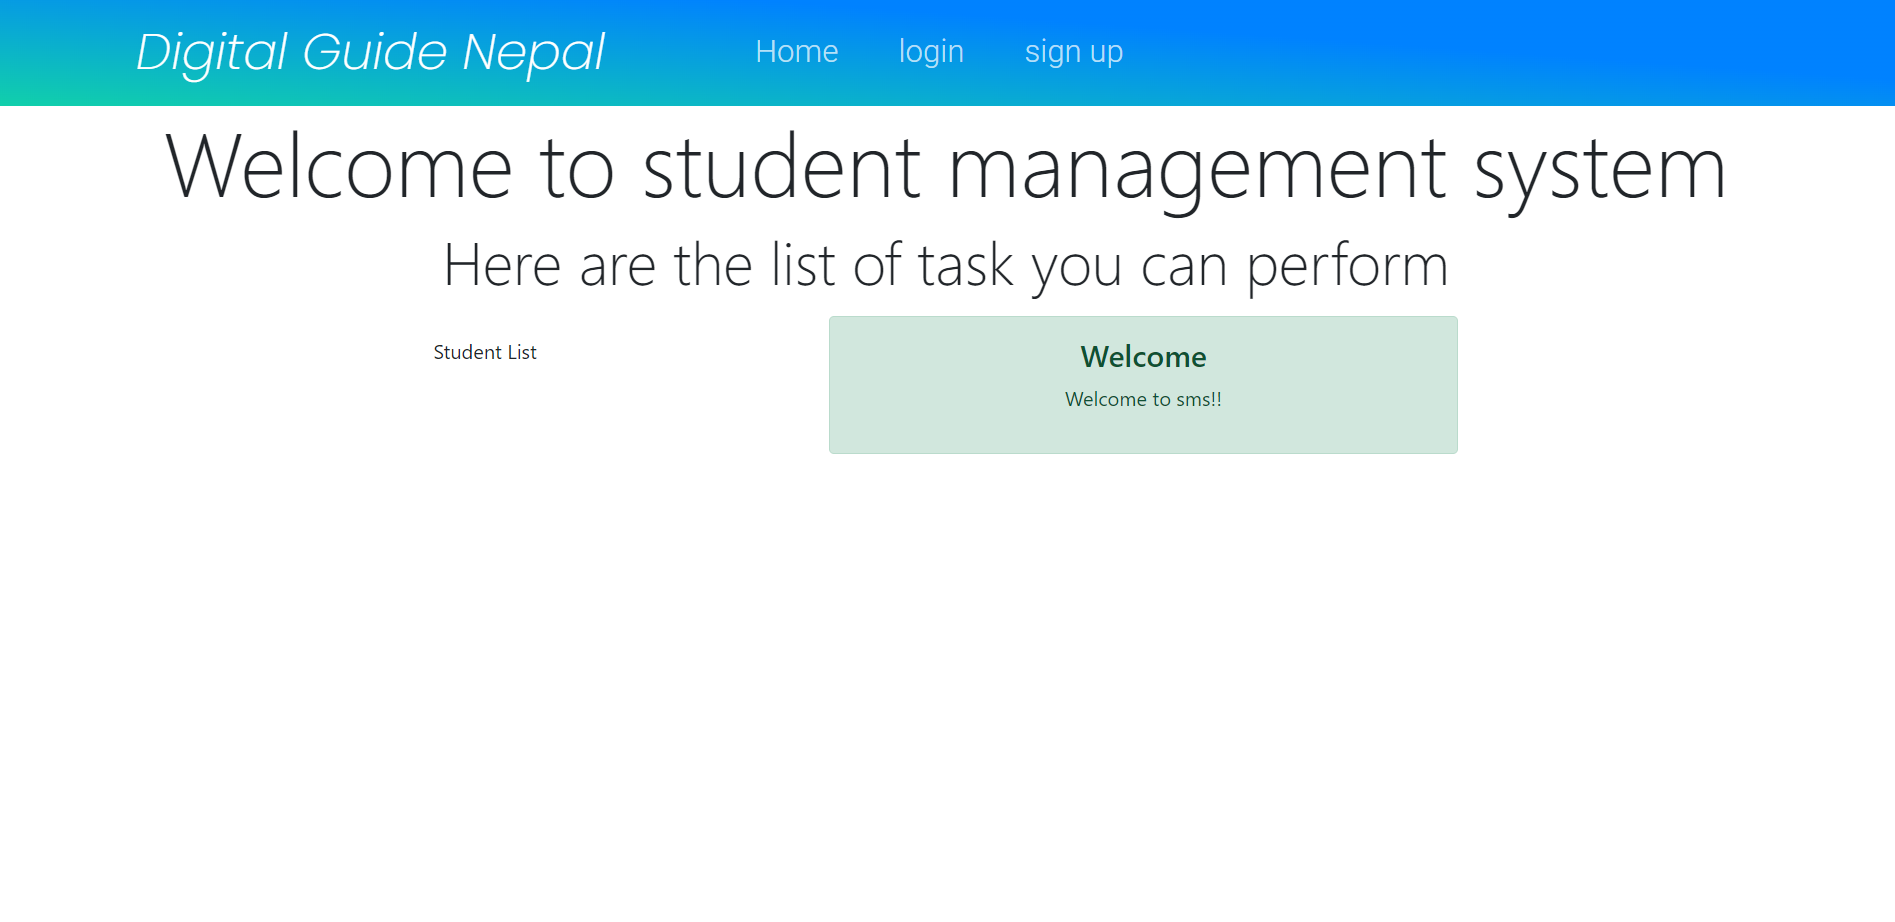 Digital Guide Nepal Home login sign up
Welcome to student management system
Here are the list of task you can perform
Student List
Welcome
Welcome to sms!!